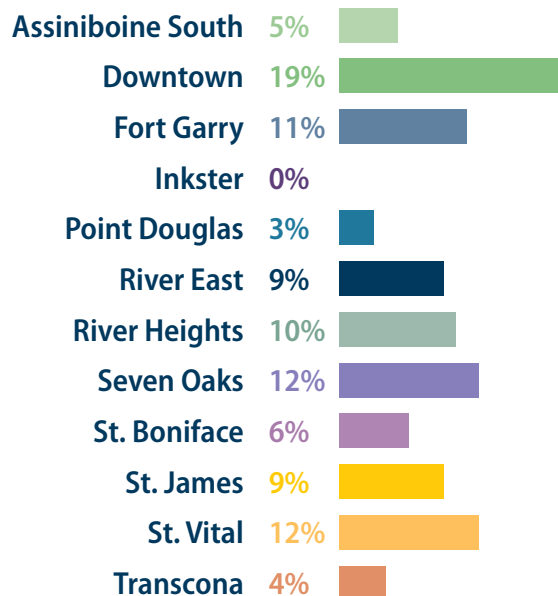 Assiniboine South 5%
Downtown 19%
Fort Garry 11%
Inkster 0%
Point Douglas 3%
River East 9%
River Heights 10%
Seven Oaks 12%
St. Boniface 6%
St. James 9%
St. Vital 12%
Transcona 4%